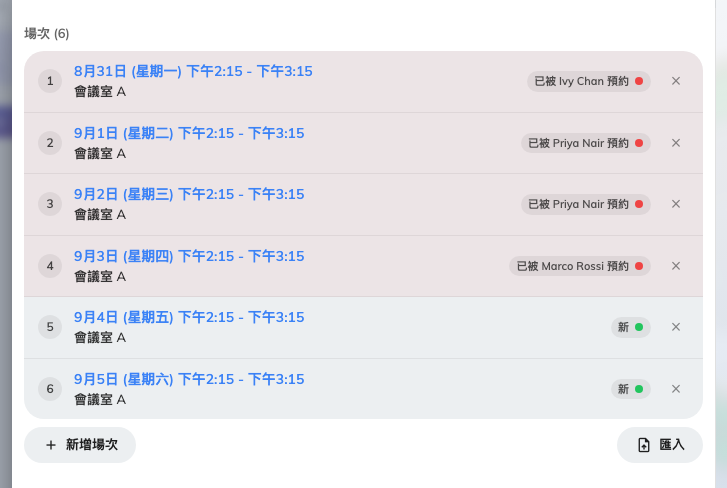 場次 (6)
1
8月31日 (星期一) 下午2:15 - 下午3:15
會議室 A
已被 Ivy Chan 預約
2
9月1日 (星期二) 下午2:15 - 下午3:15
會議室 A
已被 Priya Nair 預約
3
9月2日 (星期三) 下午2:15 - 下午3:15
會議室 A
已被 Priya Nair 預約
4
9月3日 (星期四) 下午2:15 - 下午3:15
會議室 A
已被 Marco Rossi 預約
5
9月4日 (星期五) 下午2:15 - 下午3:15
會議室 A
新
6
9月5日 (星期六) 下午2:15 - 下午3:15
會議室 A
新
新增場次
匯入